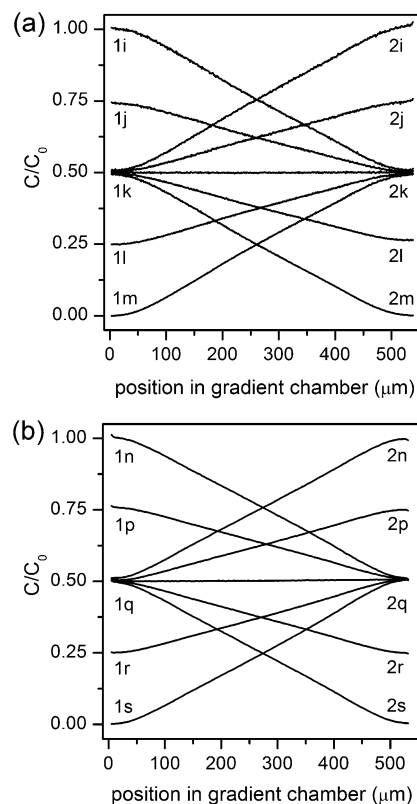 (a)
1.00
0.75
0.50
0.25
0.00
C/C₀
1i
1j
1k
1l
1m
2i
2j
2k
2l
2m
0 100 200 300 400 500
position in gradient chamber (μm)
(b)
1.00
0.75
0.50
0.25
0.00
C/C₀
1n
1p
1q
1r
1s
2n
2p
2q
2r
2s
0 100 200 300 400 500
position in gradient chamber (μm)